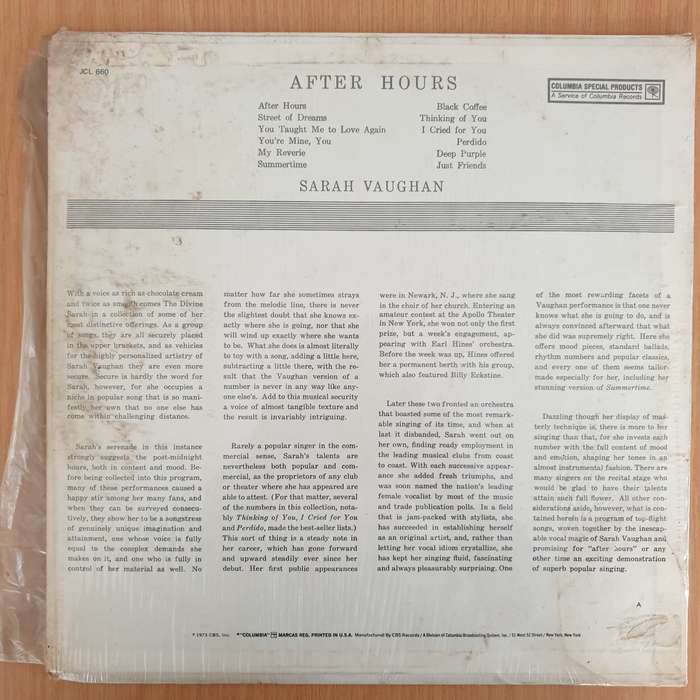 JCL 660
AFTER HOURS
COLUMBIA SPECIAL PRODUCTS
A Service of Columbia Records
After Hours
Street of Dreams
You Taught Me to Love Again
You're Mine, You
My Reverie
Summertime
Black Coffee
Thinking of You
I Cried for You
Perdido
Deep Purple
Just Friends
SARAH VAUGHAN
With a voice as rich as chocolate cream
and twice as smooth comes The Divine
Sarah in a collection of some of her
most distinctive offerings. As a group
of songs, they are all securely placed
in the upper brackets, and as vehicles
for the highly personalized artistry of
Sarah Vaughan they are even more
secure. Secure is hardly the word for
Sarah, however, for she occupies a
niche in popular song that is so mani-
festly her own that no one else has
come within challenging distance.
Sarah's serenade in this instance
strongly suggests the post-midnight
hours, both in content and mood. Be-
fore being collected into this program,
many of these performances caused a
happy stir among her many fans, and
when they can be surveyed consecu-
tively, they show her to be a songstress
of genuinely unique imagination and
attainment, one whose voice is fully
equal to the complex demands she
makes on it, and one who is fully in
control of her material as well. No
matter how far she sometimes strays
from the melodic line, there is never
the slightest doubt that she knows ex-
actly where she is going, nor that she
will wind up exactly where she wants
to be. What she does is almost literally
to toy with a song, adding a little here,
subtracting a little there, with the re-
sult that the Vaughan version of a
number is never in any way like any-
one else's. Add to this musical security
a voice of almost tangible texture and
the result is invariably intriguing.
Rarely a popular singer in the com-
mercial sense, Sarah's talents are
nevertheless both popular and com-
mercial, as the proprietors of any club
or theater where she has appeared are
able to attest. (For that matter, several
of the numbers in this collection, nota-
bly Thinking of You, I Cried for You
and Perdido, made the best-seller lists.)
This sort of thing is a steady note in
her career, which has gone forward
and upward steadily ever since her
debut. Her first public appearances
were in Newark, N. J., where she sang
in the choir of her church. Entering an
amateur contest at the Apollo Theater
in New York, she won not only the first
prize, but a week's engagement, ap-
pearing with Earl Hines' orchestra.
Before the week was up, Hines offered
her a permanent berth with his group,
which also featured Billy Eckstine.
Later these two fronted an orchestra
that boasted some of the most remark-
able singing of its time, and when at
last it disbanded, Sarah went out on
her own, finding ready employment in
the leading musical clubs from coast
to coast. With each successive appear-
ance she added fresh triumphs, and
was soon named the nation's leading
female vocalist by most of the music
and trade publication polls. In a field
that is jam-packed with stylists, she
has succeeded in establishing herself
as an original artist, and, rather than
letting her vocal idiom crystallize, she
has kept her singing fluid, fascinating
and always pleasurably surprising. One
of the most rewarding facets of a
Vaughan performance is that one never
knows what she is going to do, and is
always convinced afterward that what
she did was supremely right. Here she
offers mood pieces, standard ballads,
rhythm numbers and popular classics,
and every one of them seems tailor-
made especially for her, including her
stunning version of Summertime.
Dazzling though her display of mas-
terly technique is, there is more to her
singing than that, for she invests each
number with the full content of mood
and emotion, shaping her tones in an
almost instrumental fashion. There are
many singers on the recital stage who
would be glad to have their talents
attain such full flower. All other con-
siderations aside, however, what is con-
tained herein is a program of top-flight
songs, woven together by the inescap-
able vocal magic of Sarah Vaughan and
promising for "after hours" or any
other time an exciting demonstration
of superb popular singing.
A
℗ 1973 CBS, Inc. ®"COLUMBIA" MARCAS REG. PRINTED IN U.S.A. Manufactured By CBS Records / A Division of Columbia Broadcasting System, Inc. / 51 West 52 Street / New York, New York